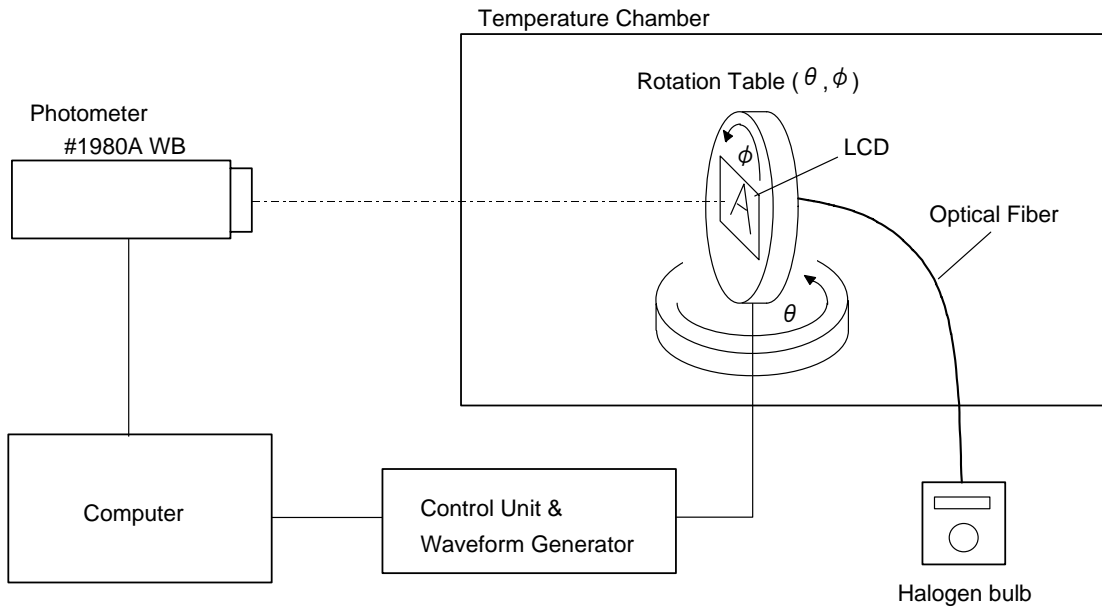 Temperature Chamber
Rotation Table (θ,φ)
Photometer
#1980A WB
φ
LCD
A
Optical Fiber
θ
Computer
Control Unit &
Waveform Generator
Halogen bulb